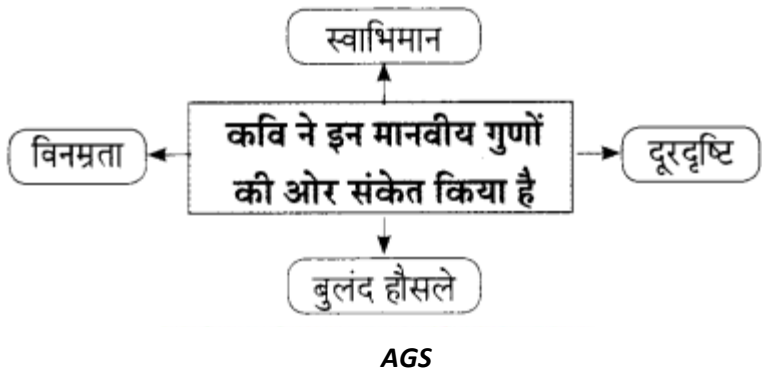 स्वाभिमान
विनम्रता
कवि ने इन मानवीय गुणों
की ओर संकेत किया है
दूरदृष्टि
बुलंद हौसले
AGS